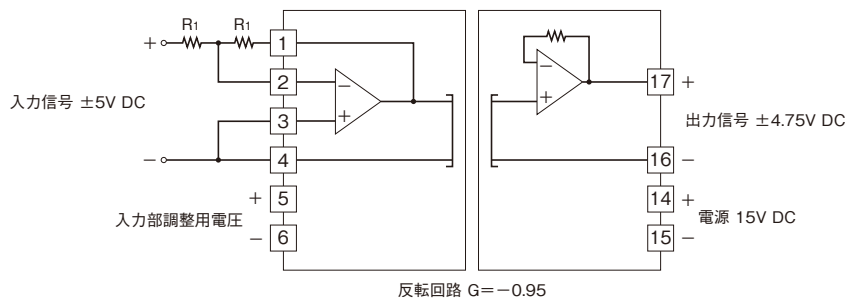 R1 R1
+ 1
2 − − 17 +
入力信号 ±5V DC
3 + + 出力信号 ±4.75V DC
− 4 16 −
+ 5 14 +
入力部調整用電圧 電源 15V DC
− 6 15 −
反転回路 G=−0.95